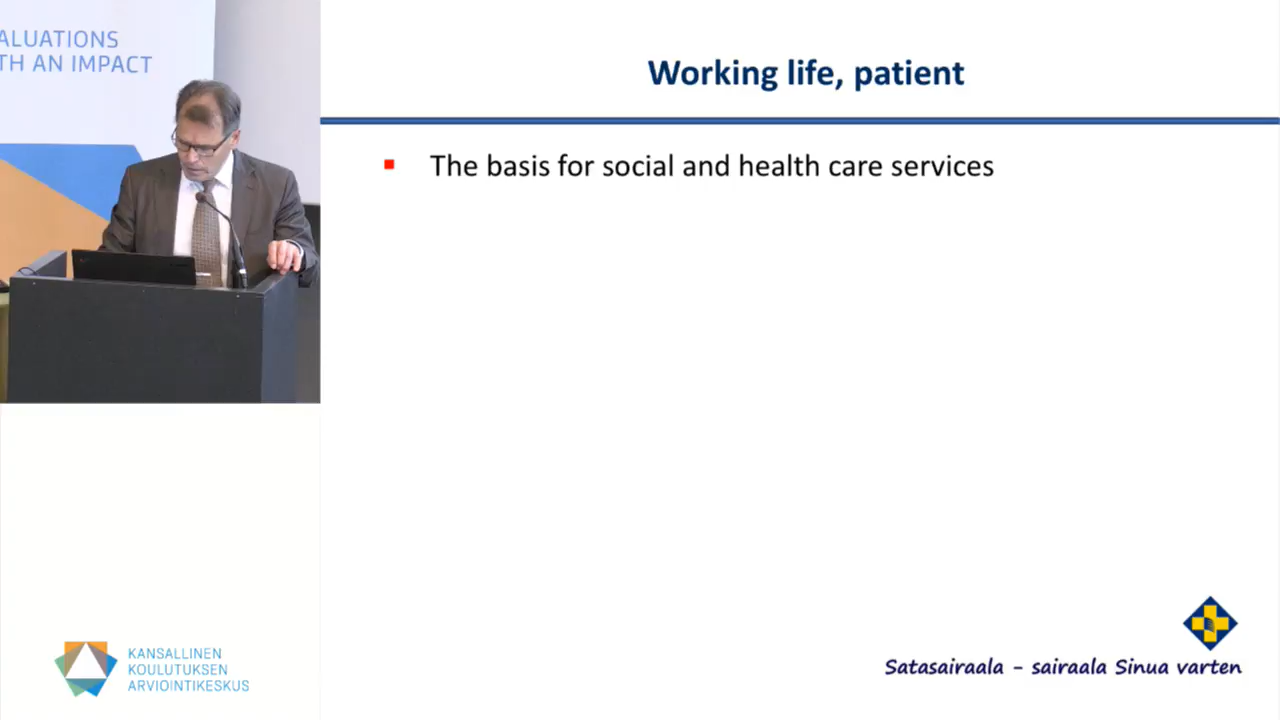 ALUATIONS
TH AN IMPACT
Working life, patient
The basis for social and health care services
KANSALLINEN
KOULUTUKSEN
ARVIOINTIKESKUS
Satasairaala – sairaala Sinua varten